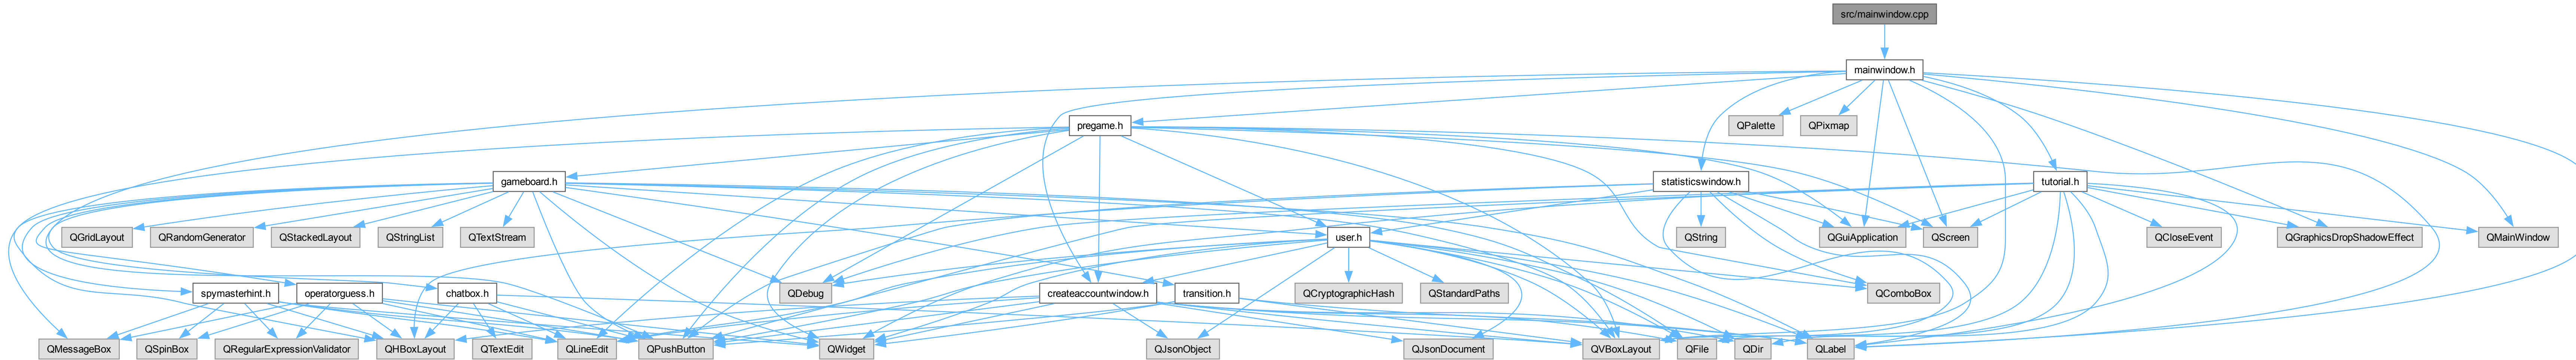 src/mainwindow.cpp
mainwindow.h
pregame.h
QPalette
QPixmap
gameboard.h
statisticswindow.h
tutorial.h
QGridLayout
QRandomGenerator
QStackedLayout
QStringList
QTextStream
user.h
QString
QGuiApplication
QScreen
QCloseEvent
QGraphicsDropShadowEffect
QMainWindow
spymasterhint.h
operatorguess.h
chatbox.h
QDebug
createaccountwindow.h
transition.h
QCryptographicHash
QStandardPaths
QComboBox
QMessageBox
QSpinBox
QRegularExpressionValidator
QHBoxLayout
QTextEdit
QLineEdit
QPushButton
QWidget
QJsonObject
QJsonDocument
QVBoxLayout
QFile
QDir
QLabel